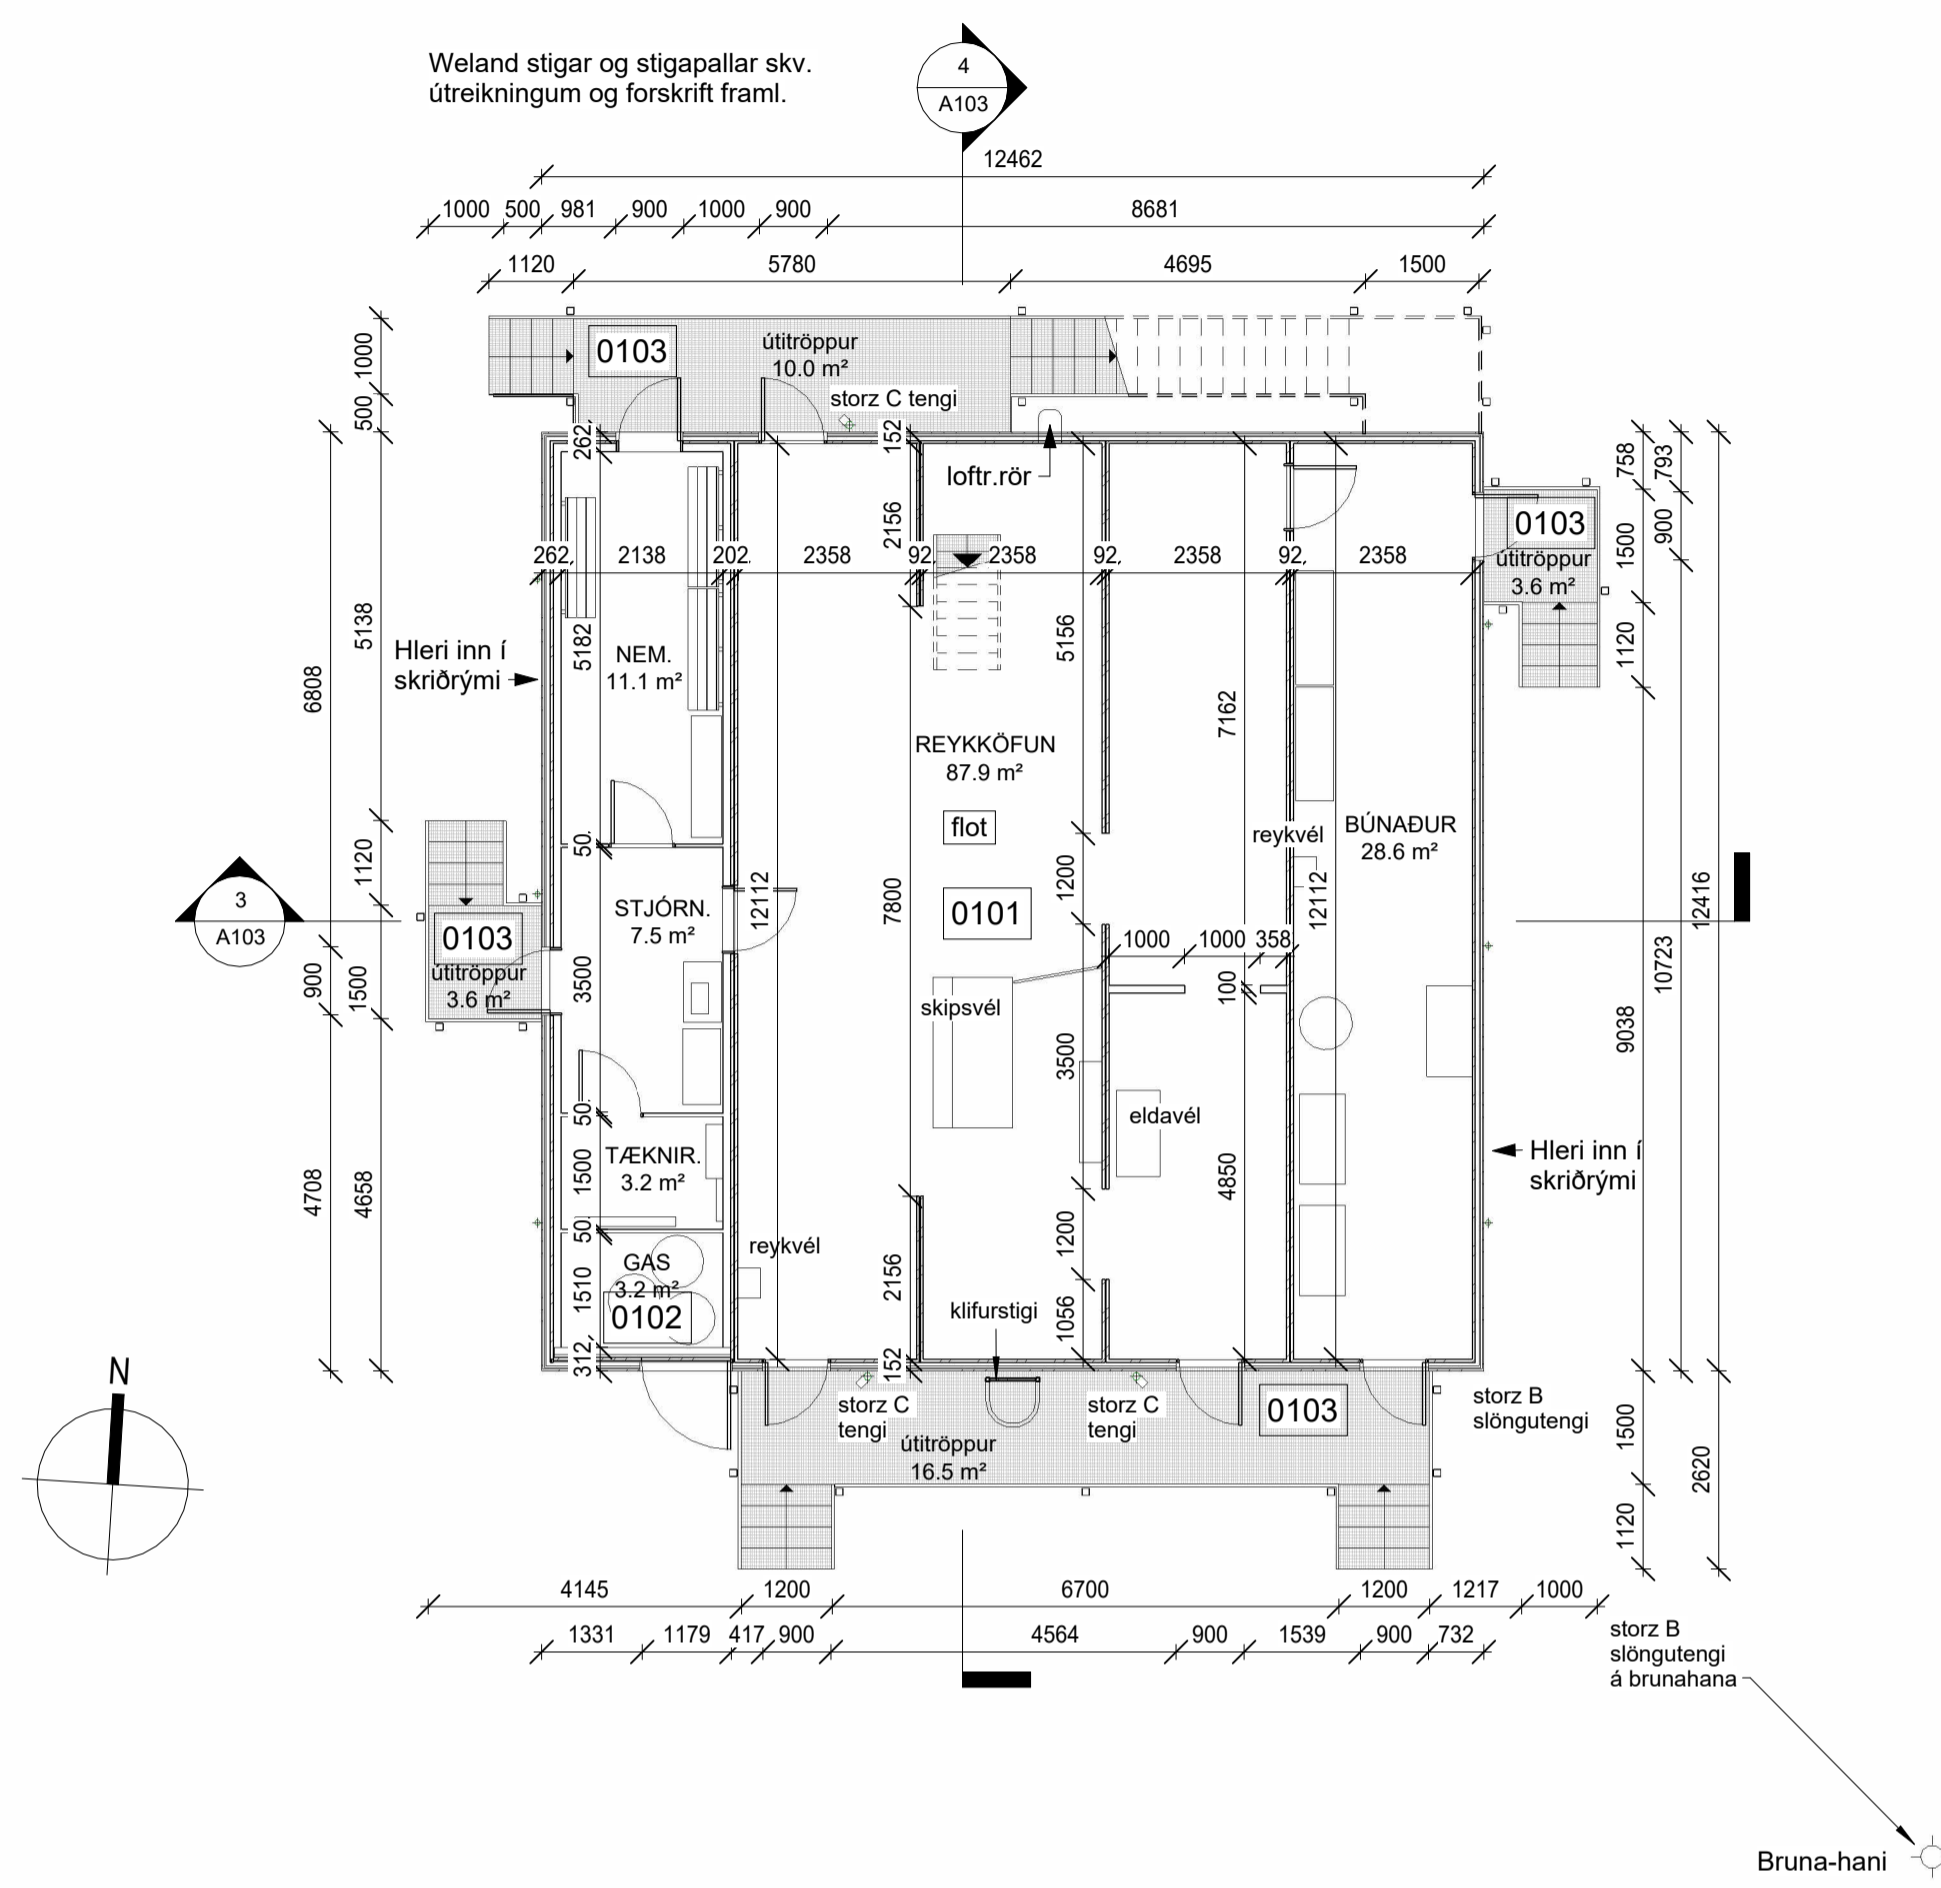 Weland stigar og stigapallar skv.
útreikningum og forskrift framl.
4
A103
12462
1000 500 981 900 1000 900 8681
1120 5780 4695 1500
0103
útitröppur
10.0 m²
storz C tengi
loftr.rör
1000
500
262
152
2156
758
793
1500
900
1120
0103
útitröppur
3.6 m²
262 2138 202 2358 92 2358 92 2358 92 2358
5138
6808
5182
5156
7162
Hleri inn í
skriðrými
NEM.
11.1 m²
REYKKÖFUN
87.9 m²
flot
0101
reykvél
BÚNAÐUR
28.6 m²
50
1120
12112
7800
1200
12112
12416
10723
9038
3
A103
0103
útitröppur
3.6 m²
900
1500
STJÓRN.
7.5 m²
3500
1000 1000 358
100
skipsvél
3500
eldavél
50
TÆKNIR.
3.2 m²
1500
4708
4658
4850
Hleri inn í
skriðrými
50
1200
reykvél
GAS
3.2 m²
0102
1510
2156
klifurstigi
1056
312
152
N
storz C
tengi
storz C
tengi
0103
storz B
slöngutengi
útitröppur
16.5 m²
1500
2620
1120
4145 1200 6700 1200 1217 1000
1331 1179 417 900 4564 900 1539 900 732
storz B
slöngutengi
á brunahana
Bruna-hani